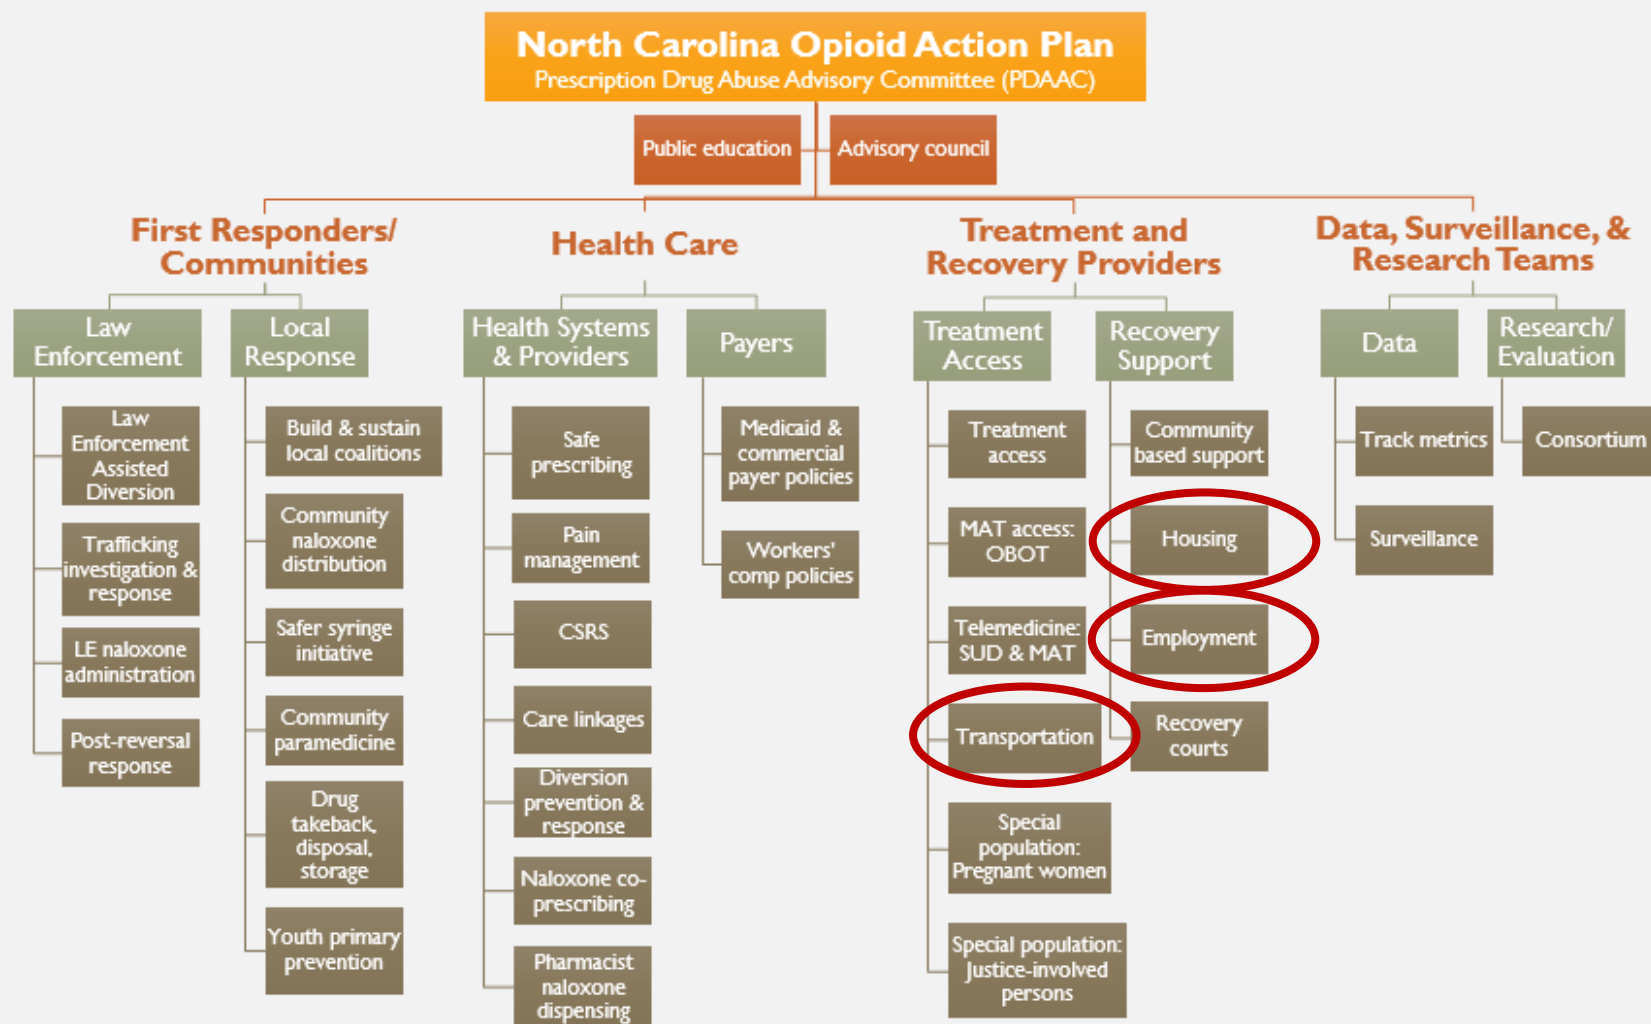 North Carolina Opioid Action Plan
Prescription Drug Abuse Advisory Committee (PDAAC)
Public education
Advisory council
First Responders/
Communities
Law
Enforcement
Law
Enforcement
Assisted
Diversion
Trafficking
investigation &
response
LE naloxone
administration
Post-reversal
response
Local
Response
Build & sustain
local coalitions
Community
naloxone
distribution
Safer syringe
initiative
Community
paramedicine
Drug
takeback,
disposal,
storage
Youth primary
prevention
Health Care
Health Systems
& Providers
Safe
prescribing
Pain
management
CSRS
Care linkages
Diversion
prevention &
response
Naloxone co-
prescribing
Pharmacist
naloxone
dispensing
Payers
Medicaid &
commercial
payer policies
Workers'
comp policies
Treatment and
Recovery Providers
Treatment
Access
Treatment
access
MAT access:
OBOT
Telemedicine:
SUD & MAT
Transportation
Special
population:
Pregnant women
Special population:
Justice-involved
persons
Recovery
Support
Community
based support
Housing
Employment
Recovery
courts
Data, Surveillance, &
Research Teams
Data
Track metrics
Surveillance
Research/
Evaluation
Consortium